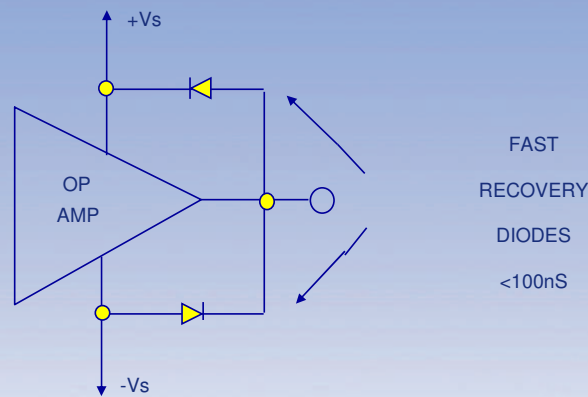 +Vs
OP
AMP
FAST
RECOVERY
DIODES
<100nS
-Vs